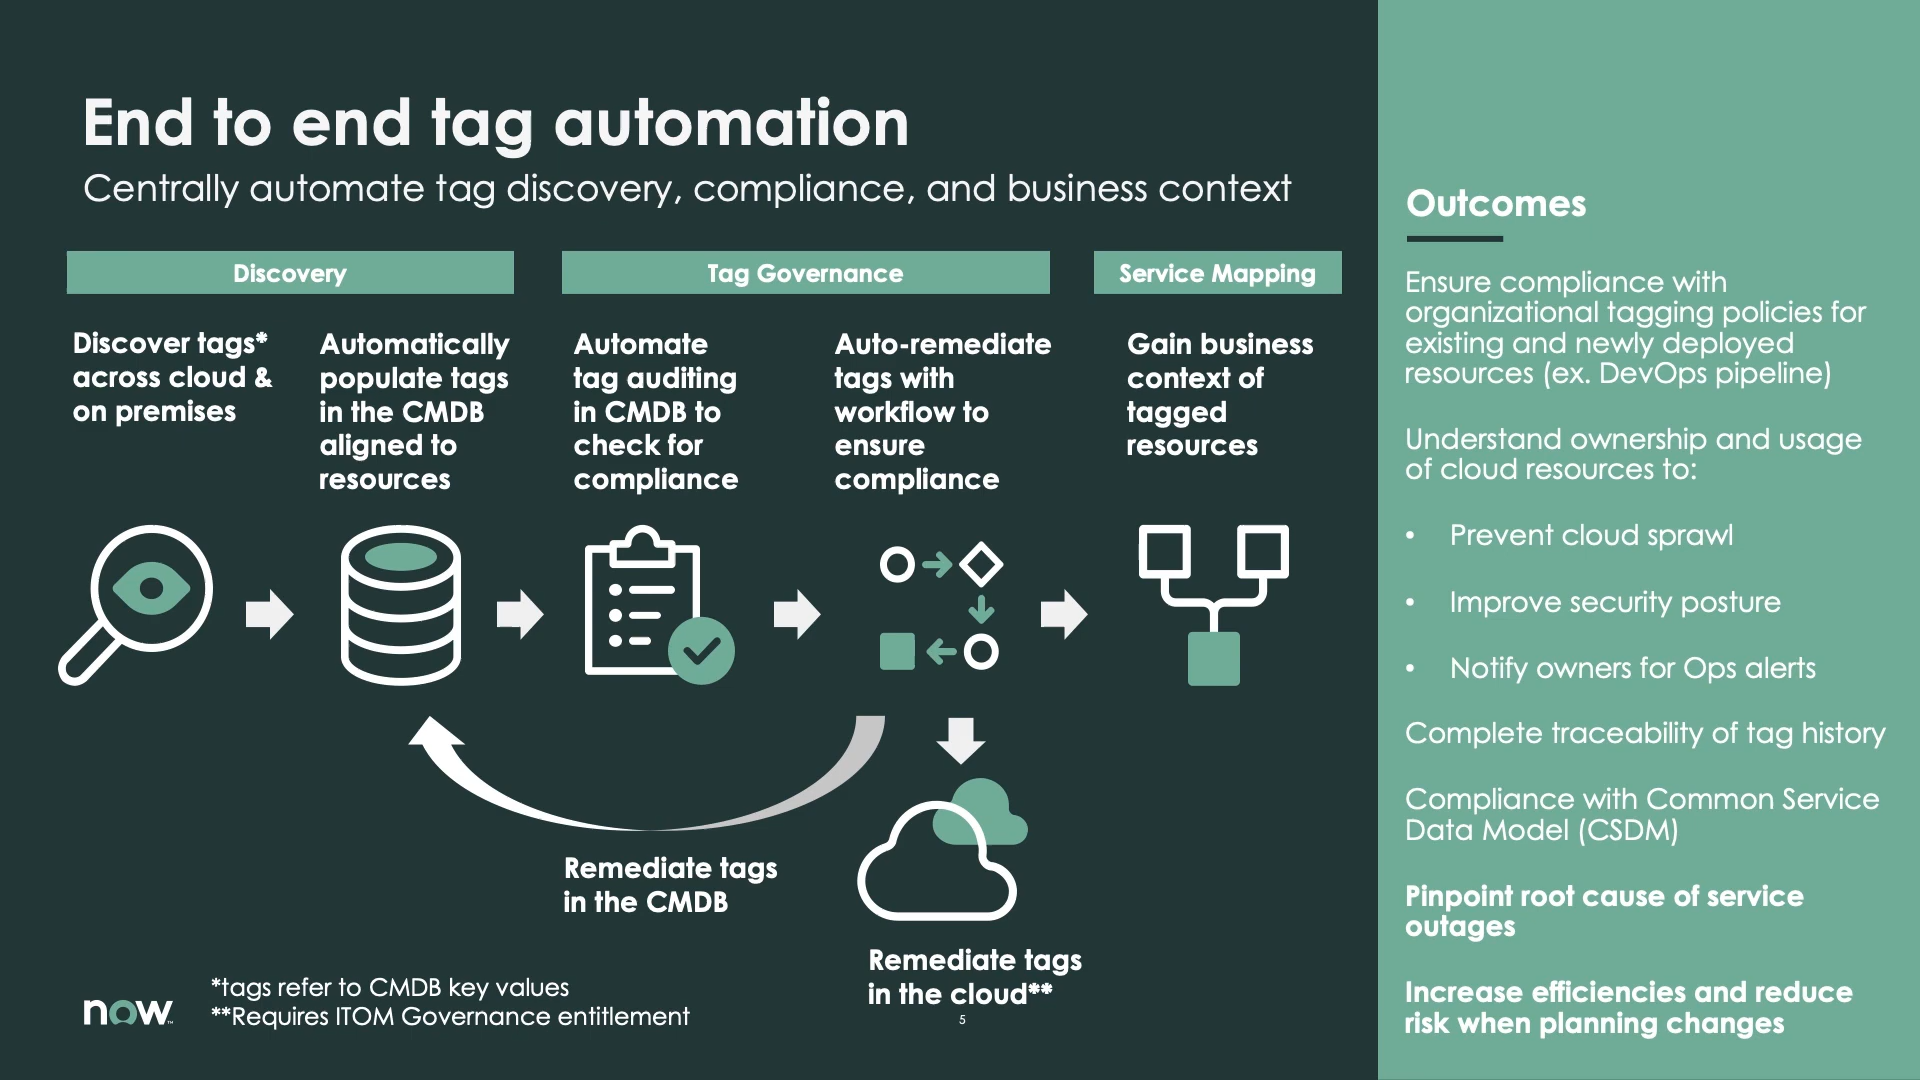 End to end tag automation
Centrally automate tag discovery, compliance, and business context
Discovery
Tag Governance
Service Mapping
Discover tags*
across cloud &
on premises
Automatically
populate tags
in the CMDB
aligned to
resources
Automate
tag auditing
in CMDB to
check for
compliance
Auto-remediate
tags with
workflow to
ensure
compliance
Gain business
context of
tagged
resources
Remediate tags
in the CMDB
Remediate tags
in the cloud**
*tags refer to CMDB key values
**Requires ITOM Governance entitlement
now
5
Outcomes
Ensure compliance with
organizational tagging policies for
existing and newly deployed
resources (ex. DevOps pipeline)
Understand ownership and usage
of cloud resources to:
• Prevent cloud sprawl
• Improve security posture
• Notify owners for Ops alerts
Complete traceability of tag history
Compliance with Common Service
Data Model (CSDM)
Pinpoint root cause of service
outages
Increase efficiencies and reduce
risk when planning changes